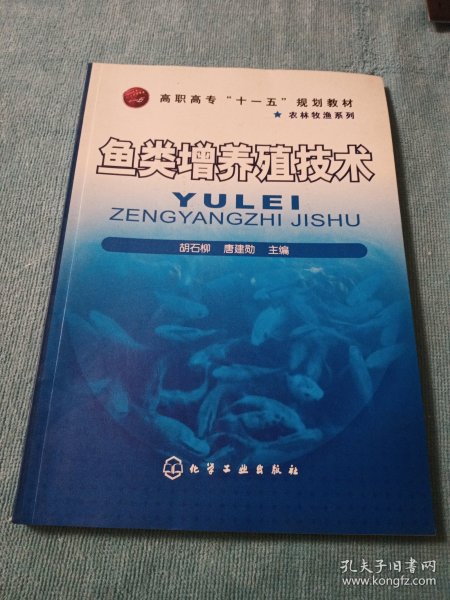 高职高专“十一五”规划教材
★ 农林牧渔系列
鱼类增养殖技术
YULEI
ZENGYANGZHI JISHU
胡石柳 唐建勋 主编
化学工业出版社
孔夫子旧书网
www.kongfz.com